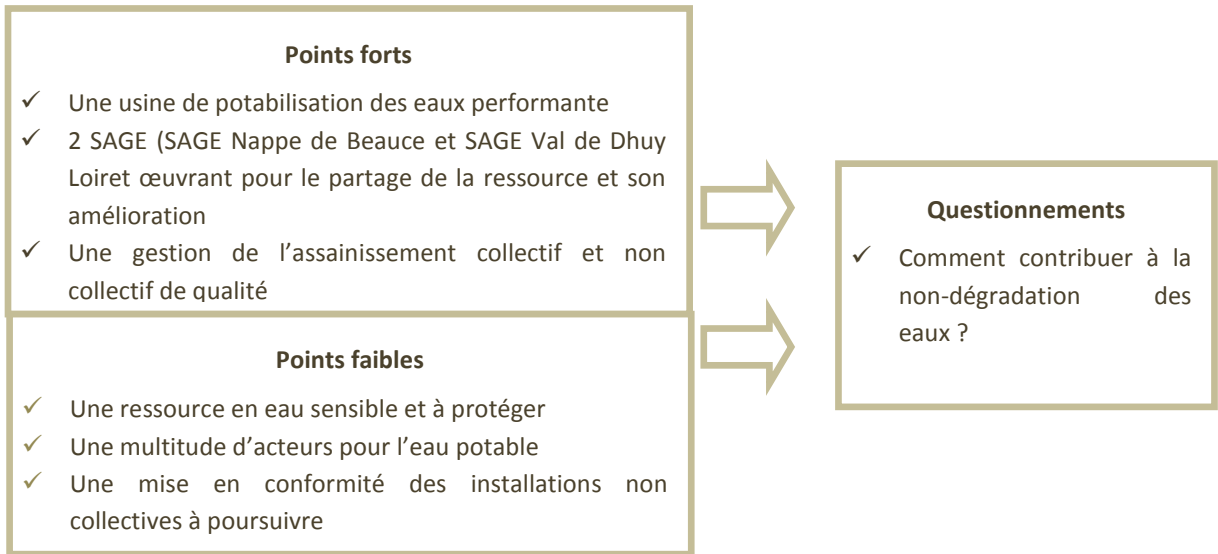 Points forts
✓ Une usine de potabilisation des eaux performante
✓ 2 SAGE (SAGE Nappe de Beauce et SAGE Val de Dhuy
Loiret œuvrant pour le partage de la ressource et son
amélioration
✓ Une gestion de l’assainissement collectif et non
collectif de qualité
Points faibles
✓ Une ressource en eau sensible et à protéger
✓ Une multitude d’acteurs pour l’eau potable
✓ Une mise en conformité des installations non
collectives à poursuivre
Questionnements
✓ Comment contribuer à la
non-dégradation des
eaux ?